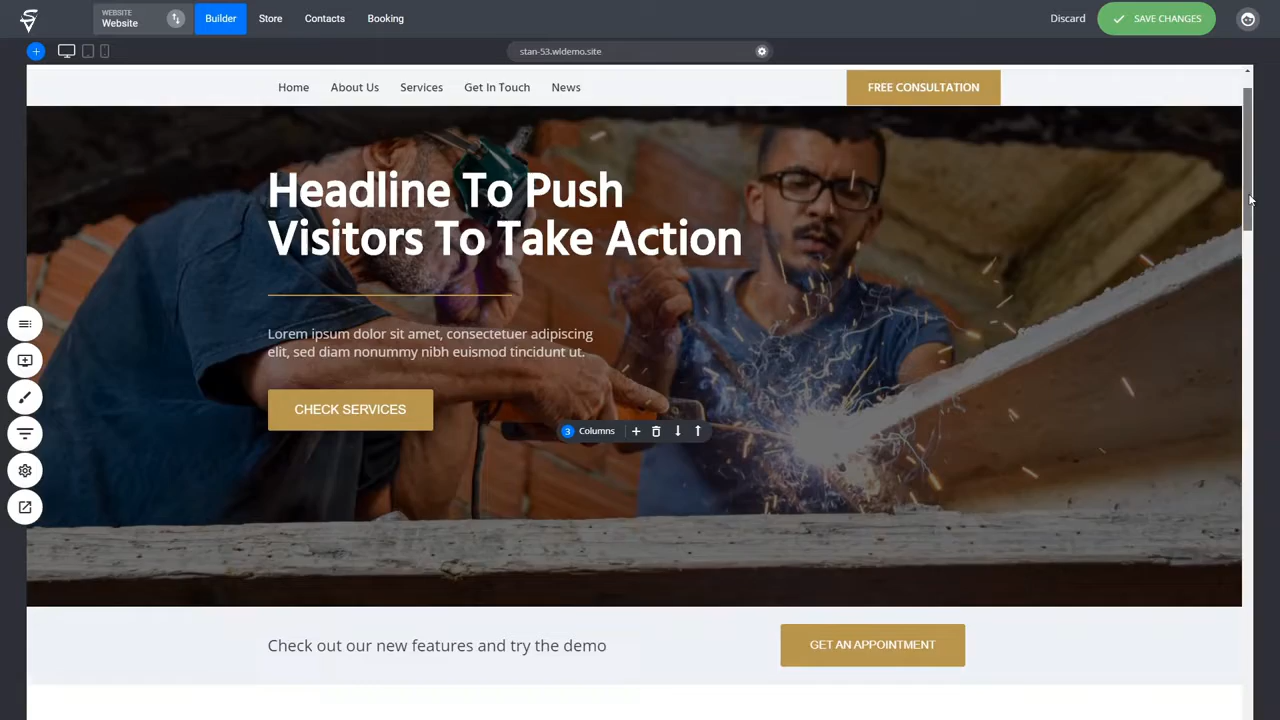 WEBSITE
Website
Builder
Store
Contacts
Booking
Discard
SAVE CHANGES
stan-53.wldemo.site
Home
About Us
Services
Get In Touch
News
FREE CONSULTATION
Headline To Push
Visitors To Take Action
Lorem ipsum dolor sit amet, consectetuer adipiscing
elit, sed diam nonummy nibh euismod tincidunt ut.
CHECK SERVICES
3 Columns
Check out our new features and try the demo
GET AN APPOINTMENT